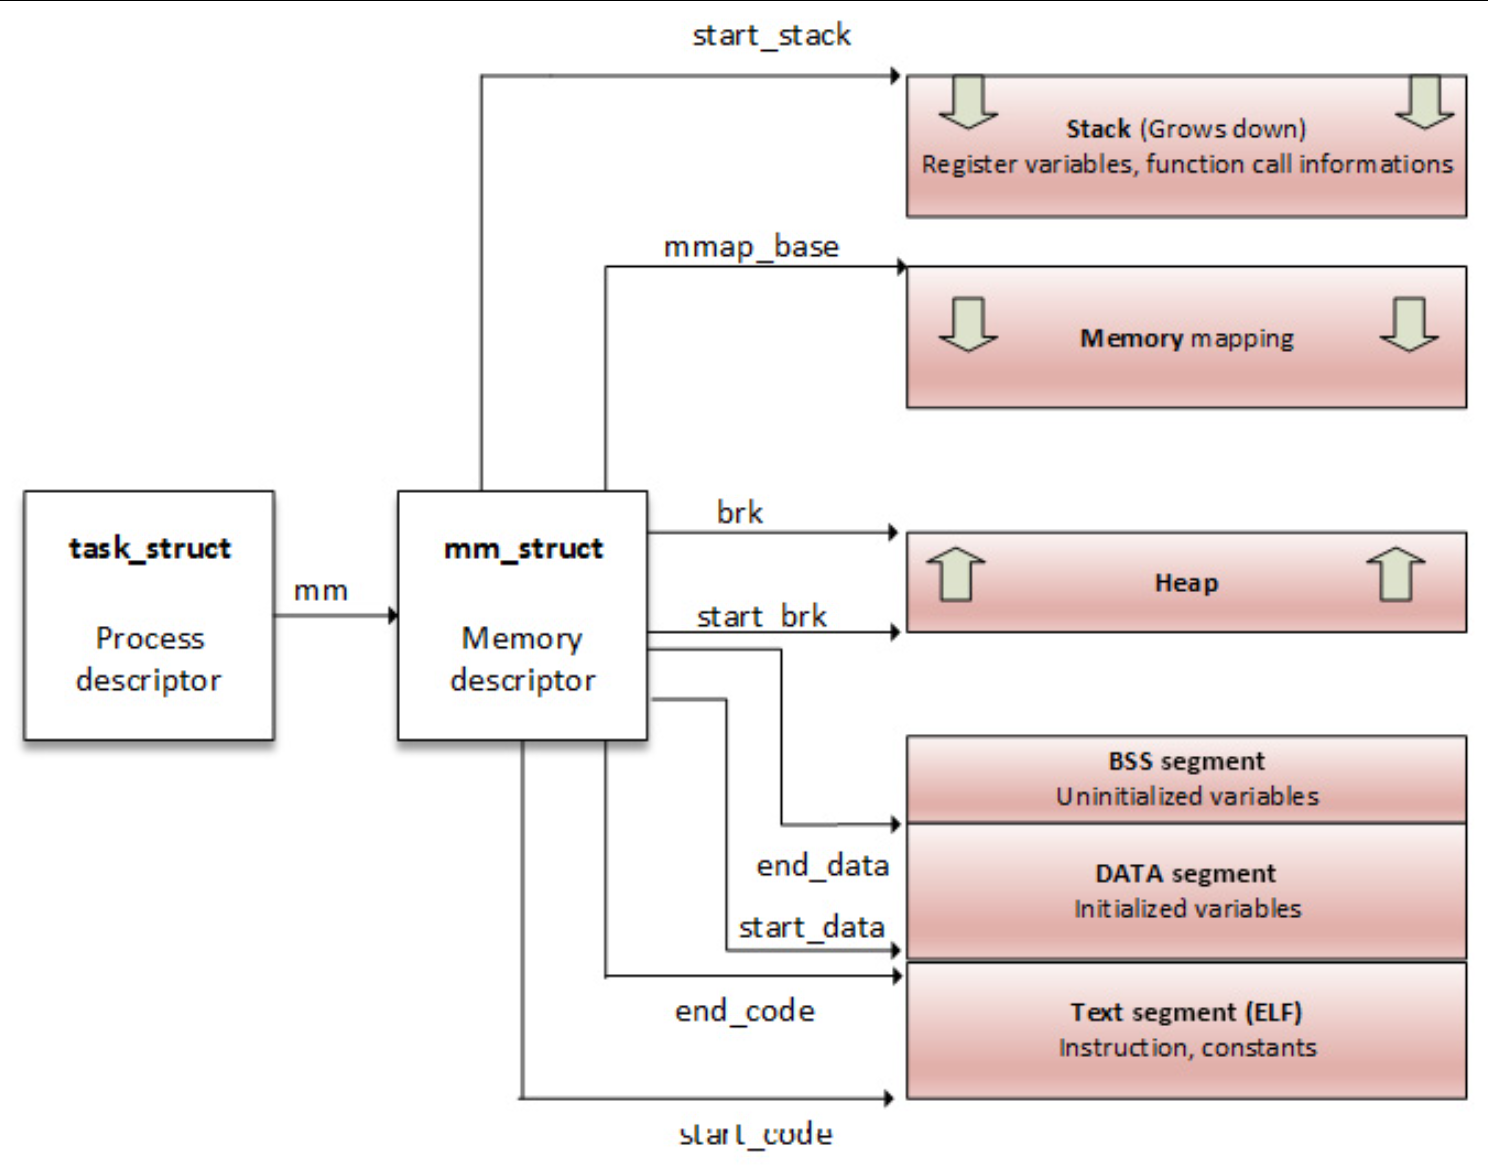 start_stack
Stack (Grows down)
Register variables, function call informations
mmap_base
Memory mapping
task_struct
Process
descriptor
mm
mm_struct
Memory
descriptor
brk
start_brk
Heap
BSS segment
Uninitialized variables
end_data
DATA segment
Initialized variables
start_data
end_code
Text segment (ELF)
Instruction, constants
start_code